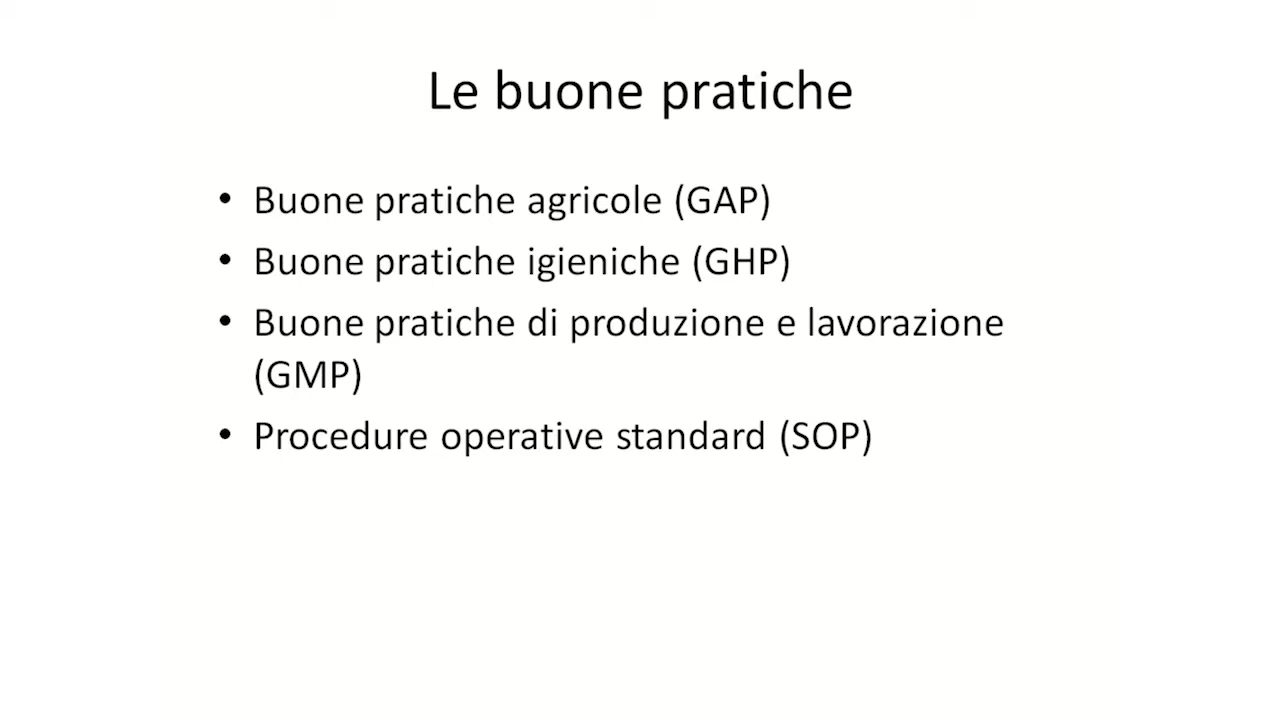 Le buone pratiche
• Buone pratiche agricole (GAP)
• Buone pratiche igieniche (GHP)
• Buone pratiche di produzione e lavorazione
(GMP)
• Procedure operative standard (SOP)